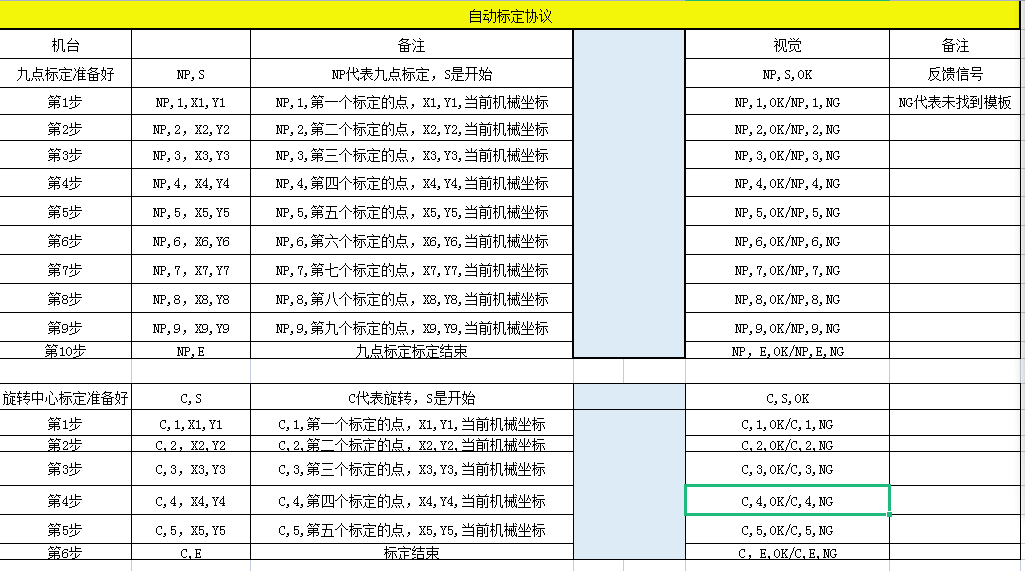 自动标定协议
机台 备注 视觉 备注
九点标定准备好 NP,S NP代表九点标定，S是开始 NP,S,OK 反馈信号
第1步 NP,1,X1,Y1 NP,1,第一个标定的点，X1,Y1,当前机械坐标 NP,1,OK/NP,1,NG NG代表未找到模板
第2步 NP,2，X2,Y2 NP,2,第二个标定的点，X2,Y2,当前机械坐标 NP,2,OK/NP,2,NG
第3步 NP,3，X3,Y3 NP,3,第三个标定的点，X3,Y3,当前机械坐标 NP,3,OK/NP,3,NG
第4步 NP,4，X4,Y4 NP,4,第四个标定的点，X4,Y4,当前机械坐标 NP,4,OK/NP,4,NG
第5步 NP,5，X5,Y5 NP,5,第五个标定的点，X5,Y5,当前机械坐标 NP,5,OK/NP,5,NG
第6步 NP,6，X6,Y6 NP,6,第六个标定的点，X6,Y6,当前机械坐标 NP,6,OK/NP,6,NG
第7步 NP,7，X7,Y7 NP,7,第七个标定的点，X7,Y7,当前机械坐标 NP,7,OK/NP,7,NG
第8步 NP,8，X8,Y8 NP,8,第八个标定的点，X8,Y8,当前机械坐标 NP,8,OK/NP,8,NG
第9步 NP,9，X9,Y9 NP,9,第九个标定的点，X9,Y9,当前机械坐标 NP,9,OK/NP,9,NG
第10步 NP,E 九点标定标定结束 NP，E,OK/NP,E,NG
旋转中心标定准备好 C,S C代表旋转，S是开始 C,S,OK
第1步 C,1,X1,Y1 C,1,第一个标定的点，X1,Y1,当前机械坐标 C,1,OK/C,1,NG
第2步 C,2，X2,Y2 C,2,第二个标定的点，X2,Y2,当前机械坐标 C,2,OK/C,2,NG
第3步 C,3，X3,Y3 C,3,第三个标定的点，X3,Y3,当前机械坐标 C,3,OK/C,3,NG
第4步 C,4，X4,Y4 C,4,第四个标定的点，X4,Y4,当前机械坐标 C,4,OK/C,4,NG
第5步 C,5，X5,Y5 C,5,第五个标定的点，X5,Y5,当前机械坐标 C,5,OK/C,5,NG
第6步 C,E 标定结束 C，E,OK/C,E,NG